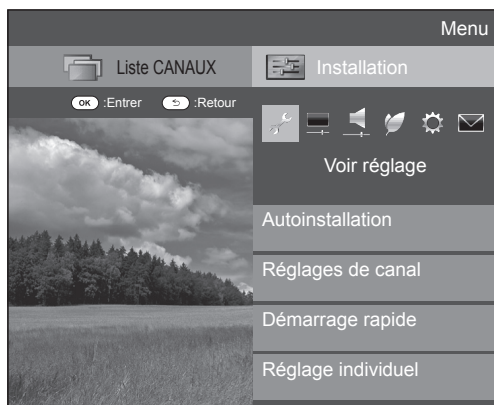 Menu
Liste CANAUX
Installation
OK :Entrer :Retour
Voir réglage
Autoinstallation
Réglages de canal
Démarrage rapide
Réglage individuel